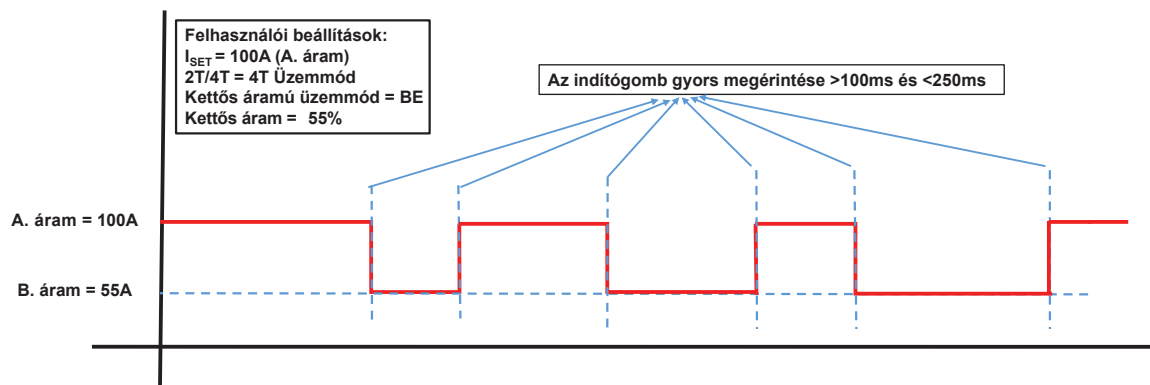 Felhasználói beállítások:
I_SET = 100A (A. áram)
2T/4T = 4T Üzemmód
Kettős áramú üzemmód = BE
Kettős áram = 55%
Az indítógomb gyors megérintése >100ms és <250ms
A. áram = 100A
B. áram = 55A